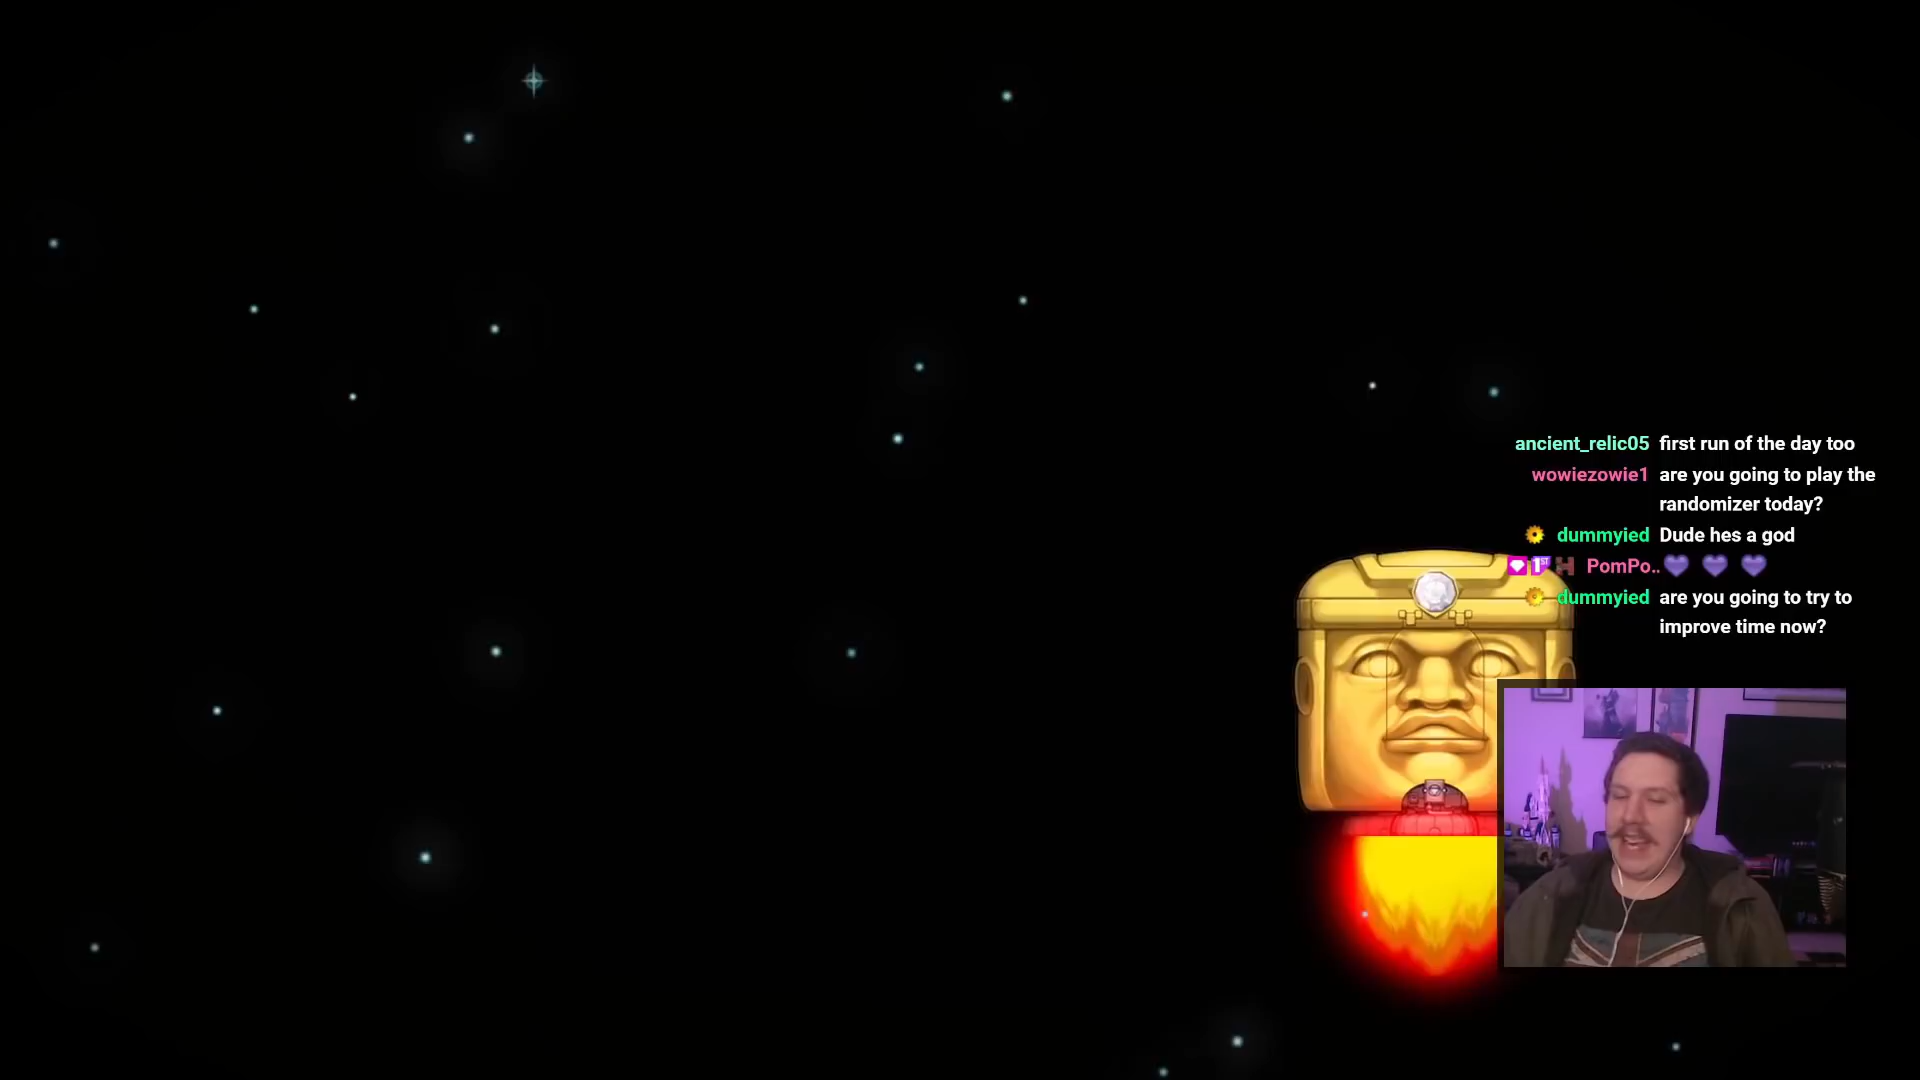 ancient_relic05 first run of the day too
wowiezowie1 are you going to play the
randomizer today?
dummyied Dude hes a god
1ST H PomPo..
dummyied are you going to try to
improve time now?